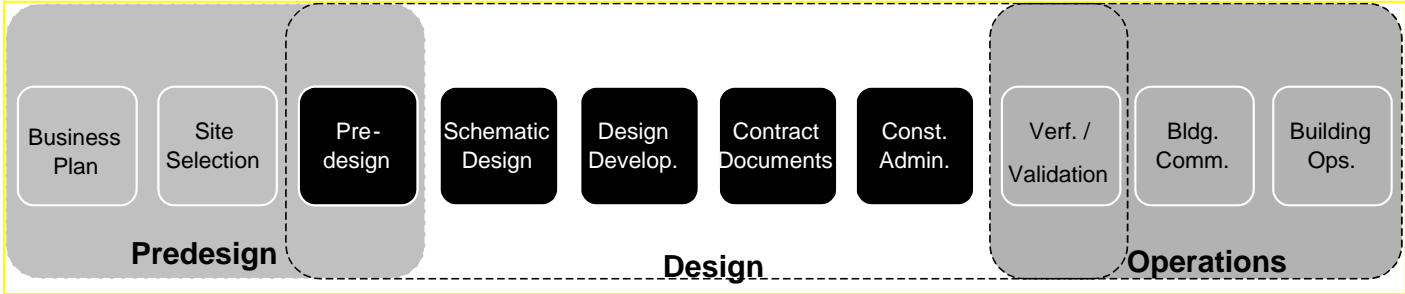 Business
Plan
Site
Selection
Pre-
design
Schematic
Design
Design
Develop.
Contract
Documents
Const.
Admin.
Verf. /
Validation
Bldg.
Comm.
Building
Ops.
Predesign
Design
Operations